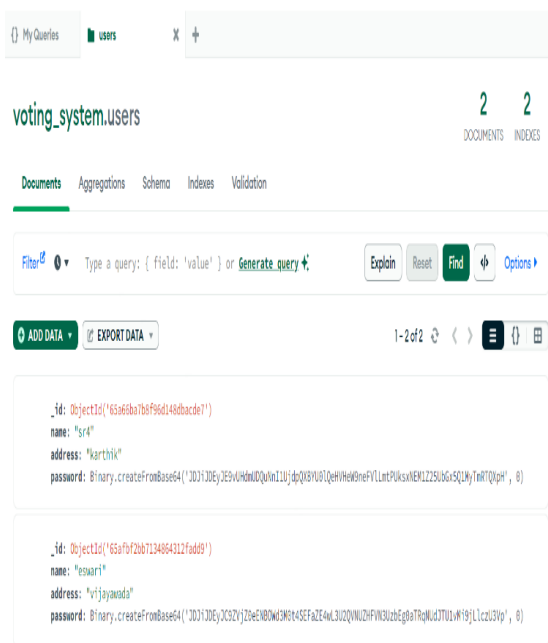 {} My Queries users X +
voting_system.users
2 2
DOCUMENTS INDEXES
Documents Aggregations Schema Indexes Validation
Filter Type a query: { field: 'value' } or Generate query Explain Reset Find Options
ADD DATA EXPORT DATA 1-2 of 2 {}
_id: ObjectId('65a66ba7b8f96d148dbacde7')
name: "sr4"
address: "karthik"
password: Binary.createFromBase64(' ', 0)
_id: ObjectId('65afbf2bb7134864312fadd9')
name: "eswari"
address: "vijayawada"
password: Binary.createFromBase64(' ', 0)